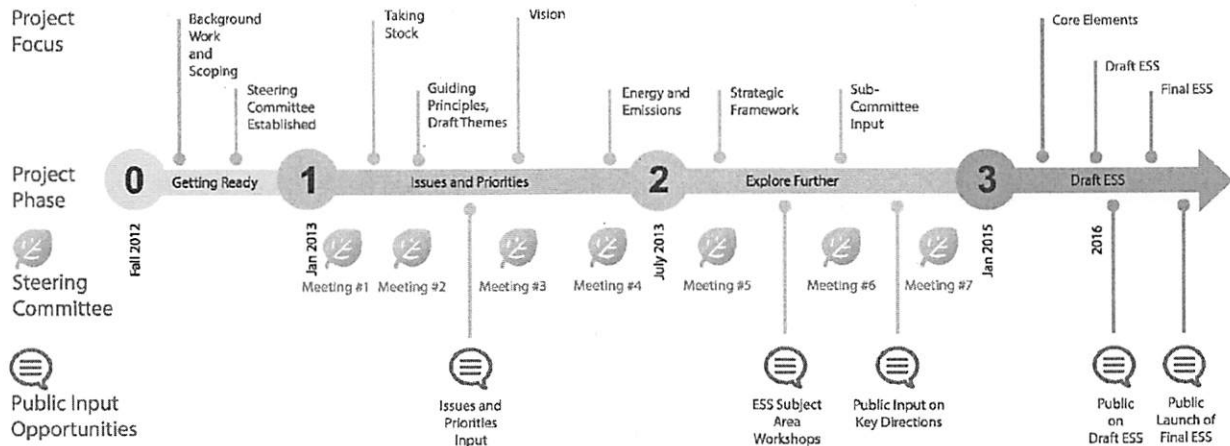 Project
Focus
Background
Work
and
Scoping
Steering
Committee
Established
Taking
Stock
Guiding
Principles,
Draft Themes
Vision
Energy and
Emissions
Strategic
Framework
Sub-
Committee
Input
Core Elements
Draft ESS
Final ESS
Project
Phase
0
Getting Ready
1
Issues and Priorities
2
Explore Further
3
Draft ESS
Fall 2012
Jan 2013
July 2013
Jan 2015
2016
Steering
Committee
Meeting #1
Meeting #2
Meeting #3
Meeting #4
Meeting #5
Meeting #6
Meeting #7
Public Input
Opportunities
Issues and
Priorities
Input
ESS Subject
Area
Workshops
Public Input on
Key Directions
Public
on
Draft ESS
Public
Launch of
Final ESS